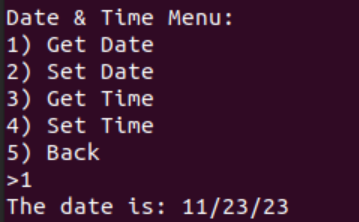 Date & Time Menu:
1) Get Date
2) Set Date
3) Get Time
4) Set Time
5) Back
>1
The date is: 11/23/23